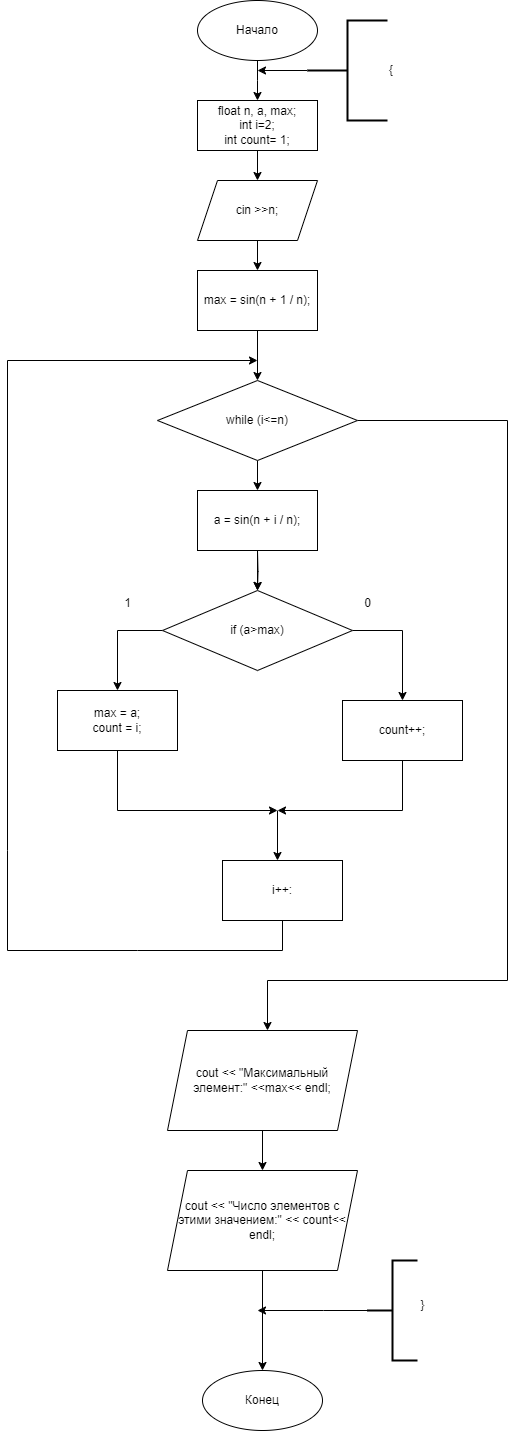 Начало
{
float n, a, max;
int i=2;
int count= 1;
cin >>n;
max = sin(n + 1 / n);
while (i<=n)
a = sin(n + i / n);
1
0
if (a>max)
max = a;
count = i;
count++;
i++:
cout << "Максимальный
элемент:" <<max<< endl;
cout << "Число элементов с
этими значением:" << count<<
endl;
}
Конец